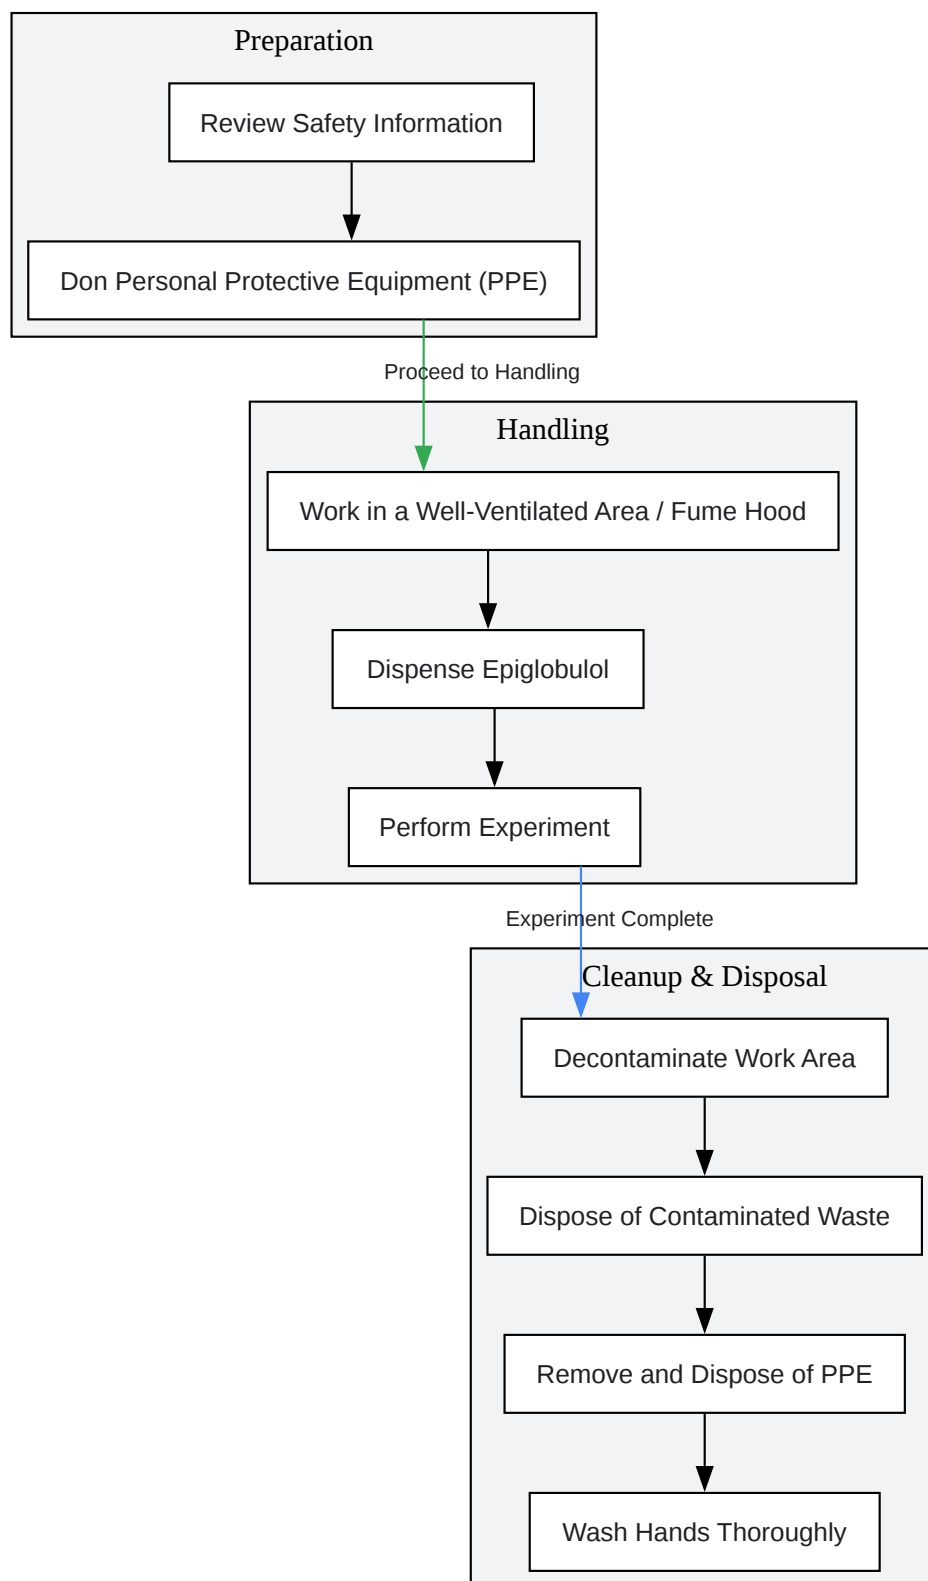 Preparation
Review Safety Information
Don Personal Protective Equipment (PPE)
Proceed to Handling
Handling
Work in a Well-Ventilated Area / Fume Hood
Dispense Epiglobulol
Perform Experiment
Experiment Complete
Cleanup & Disposal
Decontaminate Work Area
Dispose of Contaminated Waste
Remove and Dispose of PPE
Wash Hands Thoroughly